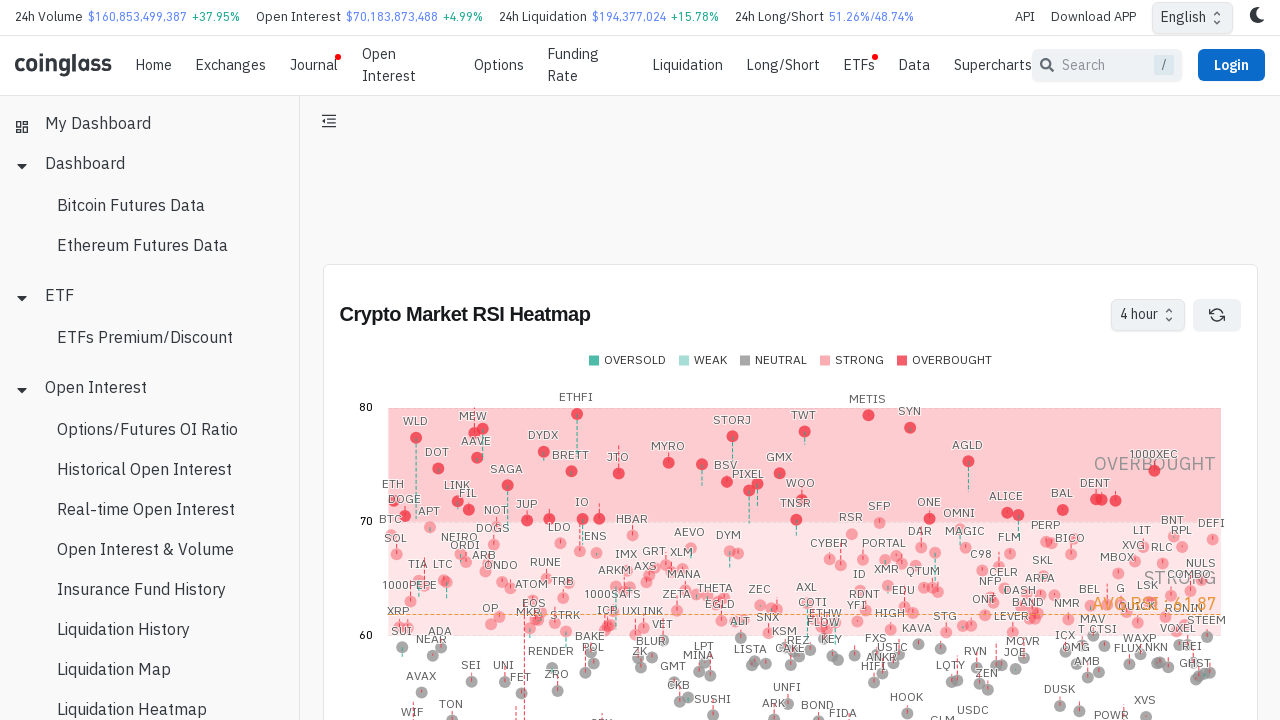 24h Volume $160,853,499,387 +37.95% Open Interest $70,183,873,488 +4.99% 24h Liquidation $194,377,024 +15.78% 24h Long/Short 51.26%/48.74% API Download APP English
coinglass Home Exchanges Journal Open Interest Options Funding Rate Liquidation Long/Short ETFs Data Supercharts Search / Login
My Dashboard
Dashboard
Bitcoin Futures Data
Ethereum Futures Data
ETF
ETFs Premium/Discount
Open Interest
Options/Futures OI Ratio
Historical Open Interest
Real-time Open Interest
Open Interest & Volume
Insurance Fund History
Liquidation History
Liquidation Map
Liquidation Heatmap
Crypto Market RSI Heatmap 4 hour
OVERSOLD WEAK NEUTRAL STRONG OVERBOUGHT
80
70
60
OVERBOUGHT
STRONG
ETHFI METIS
WLD MEW STORJ TWT SYN
AAVE DYDX MYRO AGLD
DOT BRETT JTO GMX 1000XEC
SAGA BSV PIXEL
ETH LINK FIL WOO DENT
DOGE JUP IO TNSR ONE ALICE BAL
BTC APT NOT HBAR RSR SFP OMNI BNT DEFI
SOL NEIRO DOGS LDO ENS AEVO DYM DAR MAGIC PERP LIT RPL
ORDI CYBER PORTAL FLM BICO XVG RLC
TIA LTC ARB ONDO RUNE IMX GRT XLM C98 SKL MBOX NULS
ARKM AXS MANA ID XMR QTUM CELR
1000PEPE ATOM TRB THETA ZEC AXL EDU NFP ARPA LSK
1000SATS ZETA RDNT DASH BEL G
XRP OP EOS EGLD COTI YFI ONT BAND NMR QUICK RONIN
MKR STRK ICP LINK SNX ETHW HIGH STG LEVER MAV STEEM
SUI ADA VET ALT FLOW KAVA CTSI VOXEL
NEAR BAKE BLUR KSM REZ KEY FXS MOVR ICX WAXP
RENDER ZK LPT LISTA CAKE USTC RVN JOE OMG FLUX NKN REI
SEI UNI MINA ANKR AMB GHST
AVAX FET ZRO GMT HIFI LQTY ZEN
CKB UNFI DUSK
WIF TON SUSHI ARK BOND HOOK XVS
FIDA USDC POWR